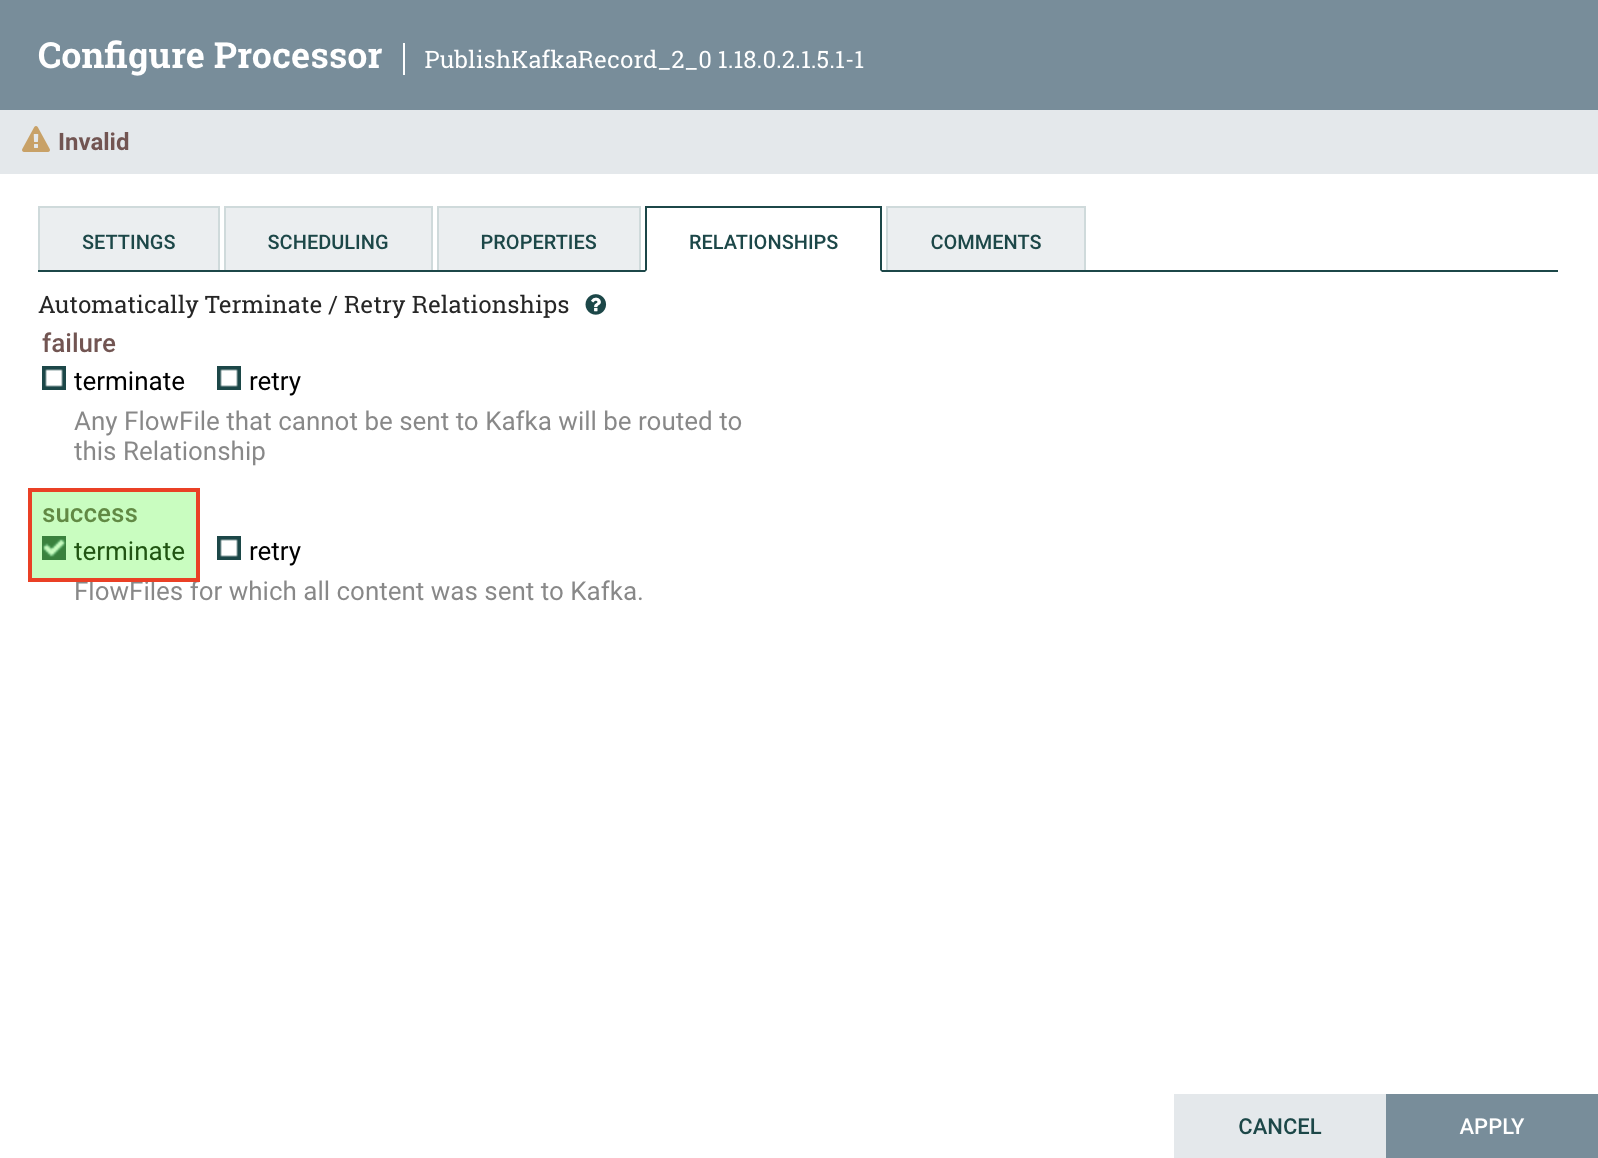 Configure Processor | PublishKafkaRecord_2_0 1.18.0.2.1.5.1-1
Invalid
SETTINGS SCHEDULING PROPERTIES RELATIONSHIPS COMMENTS
Automatically Terminate / Retry Relationships ?
failure
terminate retry
Any FlowFile that cannot be sent to Kafka will be routed to
this Relationship
success
terminate retry
FlowFiles for which all content was sent to Kafka.
CANCEL APPLY